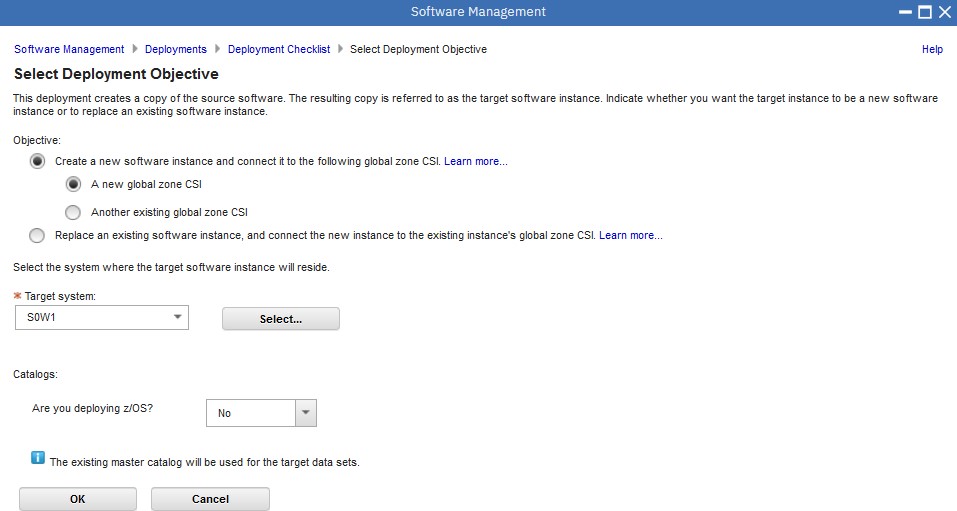 Software Management
Software Management Deployments Deployment Checklist Select Deployment Objective Help
Select Deployment Objective
This deployment creates a copy of the source software. The resulting copy is referred to as the target software instance. Indicate whether you want the target instance to be a new software
instance or to replace an existing software instance.
Objective:
Create a new software instance and connect it to the following global zone CSI. Learn more...
A new global zone CSI
Another existing global zone CSI
Replace an existing software instance, and connect the new instance to the existing instance's global zone CSI. Learn more...
Select the system where the target software instance will reside.
* Target system:
S0W1 Select...
Catalogs:
Are you deploying z/OS? No
i The existing master catalog will be used for the target data sets.
OK Cancel